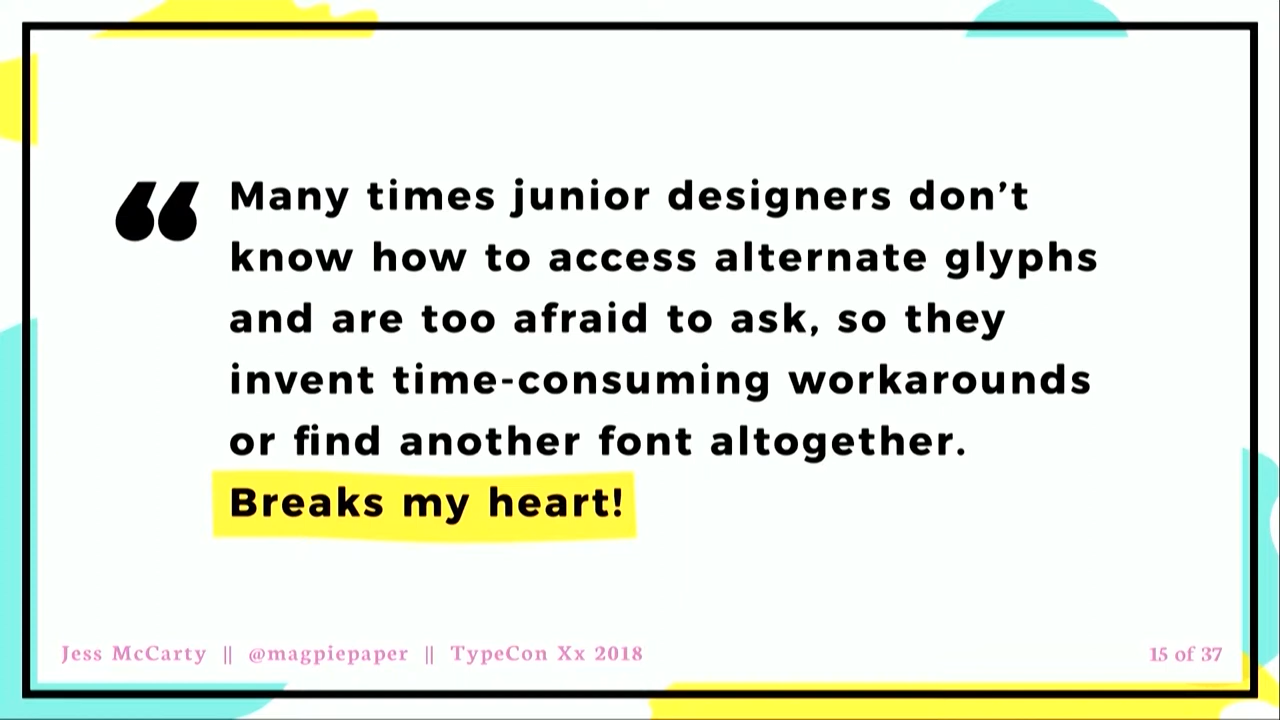 “ Many times junior designers don’t
know how to access alternate glyphs
and are too afraid to ask, so they
invent time-consuming workarounds
or find another font altogether.
Breaks my heart!
Jess McCarty || @magpiepaper || TypeCon Xx 2018
15 of 37